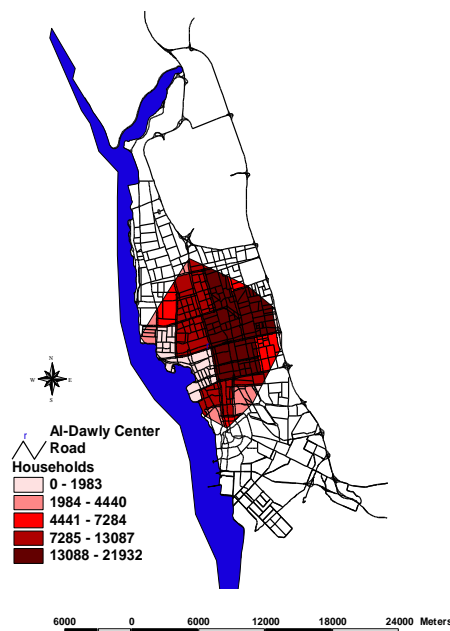 N
W E
S
r Al-Dawly Center
Road
Households
0 - 1983
1984 - 4440
4441 - 7284
7285 - 13087
13088 - 21932
6000 0 6000 12000 18000 24000 Meters